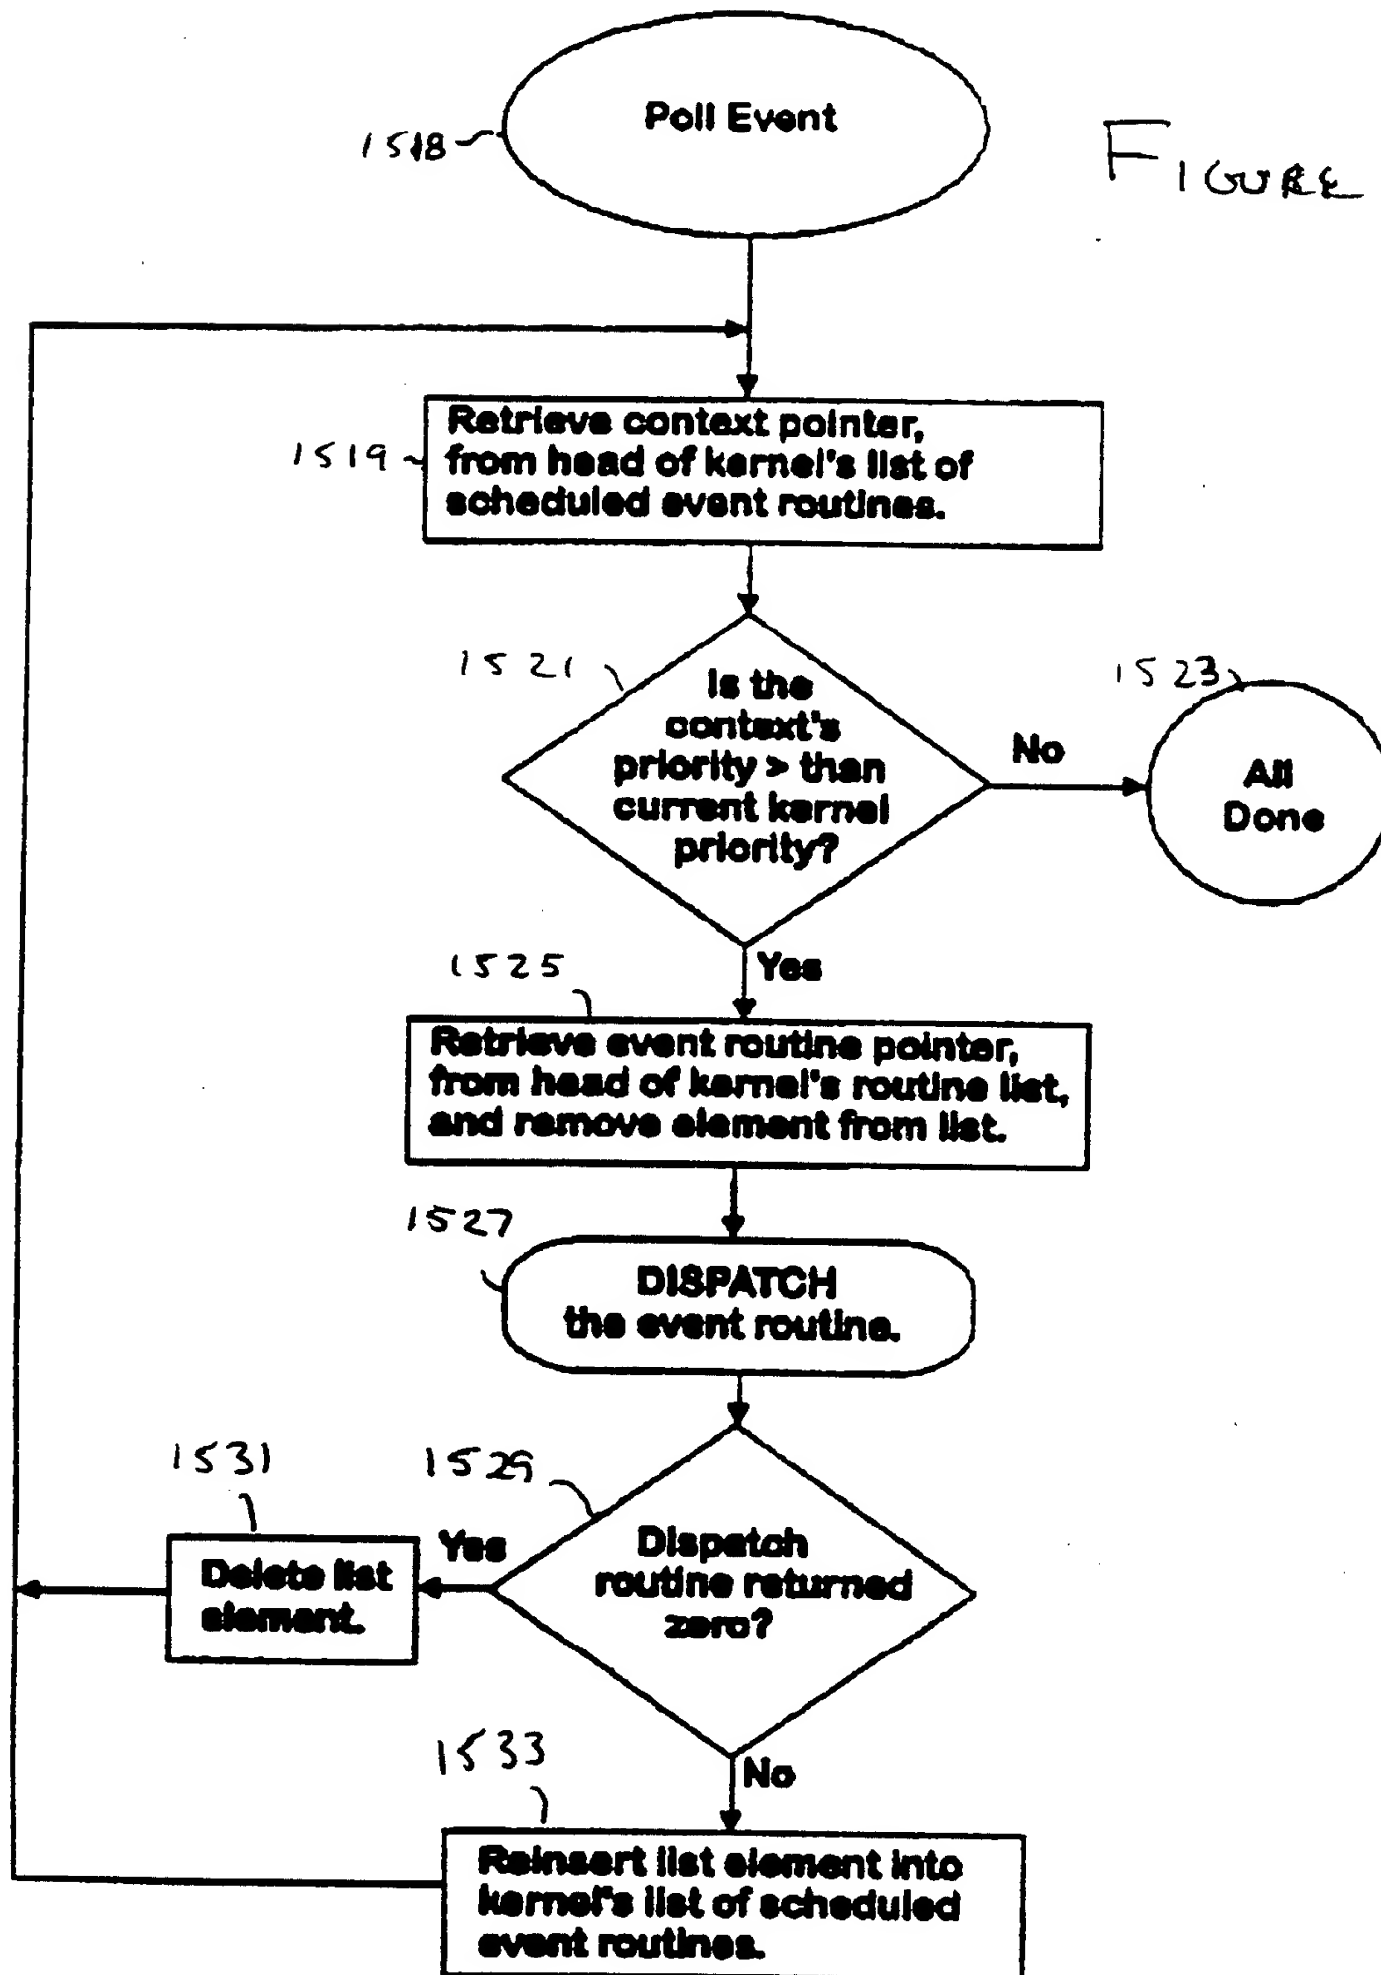 Poll Event
1518
FIGURE
Retrieve context pointer,
from head of kernel's list of
scheduled event routines.
1519
1521
Is the
context's
priority > than
current kernel
priority?
No
1523
All
Done
Yes
1525
Retrieve event routine pointer,
from head of kernel's routine list,
and remove element from list.
1527
DISPATCH
the event routine.
1529
Dispatch
routine returned
zero?
Yes
1531
Delete list
element.
No
1533
Reinsert list element into
kernel's list of scheduled
event routines.